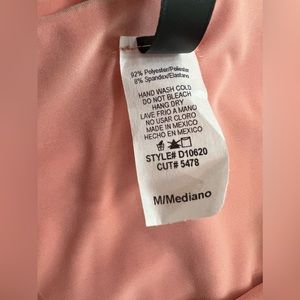 92% Polyester/Poliester
8% Spandex/Elastano
HAND WASH COLD
DO NOT BLEACH
HANG DRY
LAVE FRIO A MANO
NO USAR CLORO
MADE IN MEXICO
HECHO EN MEXICO
STYLE# D10620
CUT# 5478
M/Mediano